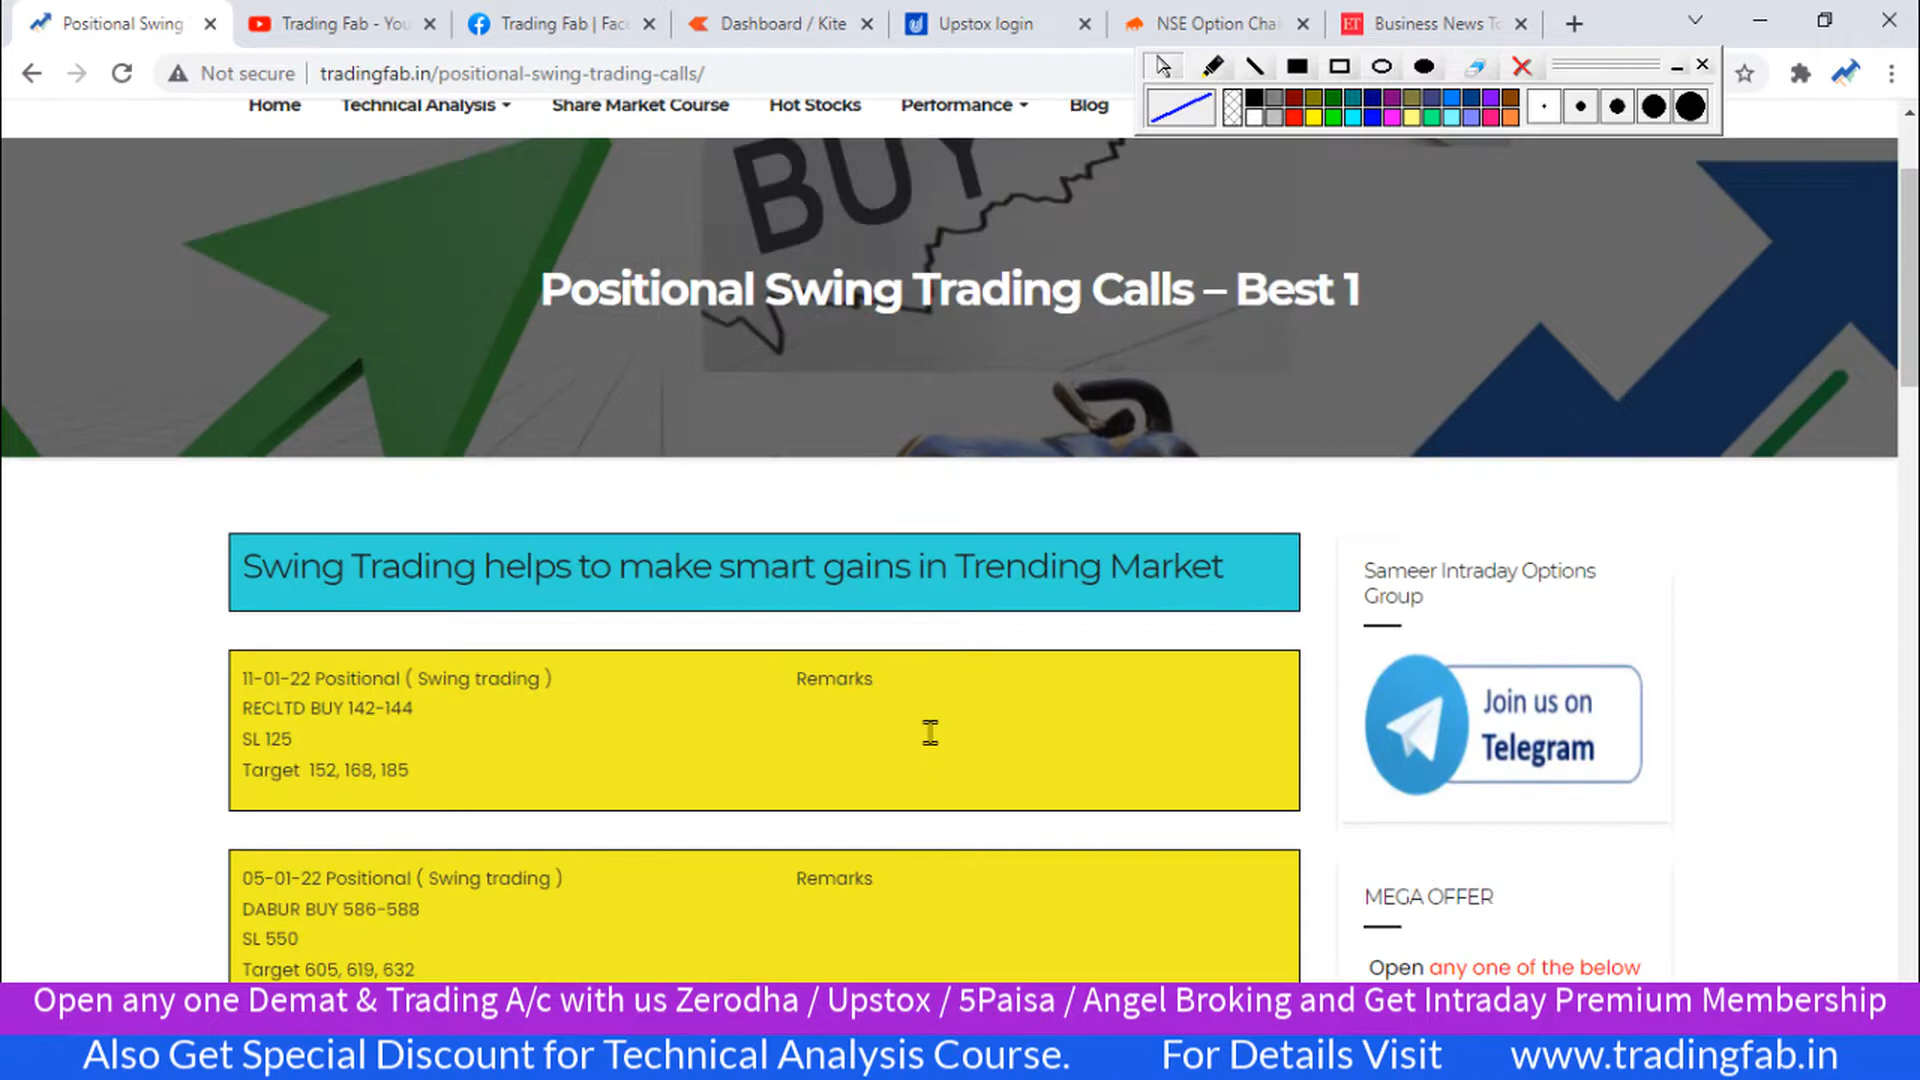 Positional Swing
Trading Fab - You
Trading Fab | Fac
Dashboard / Kite
Upstox login
NSE Option Chai
ET Business News To
Not secure
tradingfab.in/positional-swing-trading-calls/
Home
Technical Analysis
Share Market Course
Hot Stocks
Performance
Blog
BUY
Positional Swing Trading Calls – Best 1
Swing Trading helps to make smart gains in Trending Market
11-01-22 Positional ( Swing trading )
Remarks
RECLTD BUY 142-144
SL 125
Target 152, 168, 185
05-01-22 Positional ( Swing trading )
Remarks
DABUR BUY 586-588
SL 550
Target 605, 619, 632
Sameer Intraday Options
Group
Join us on
Telegram
MEGA OFFER
Open any one of the below
Open any one Demat & Trading A/c with us Zerodha / Upstox / 5Paisa / Angel Broking and Get Intraday Premium Membership
Also Get Special Discount for Technical Analysis Course. For Details Visit www.tradingfab.in